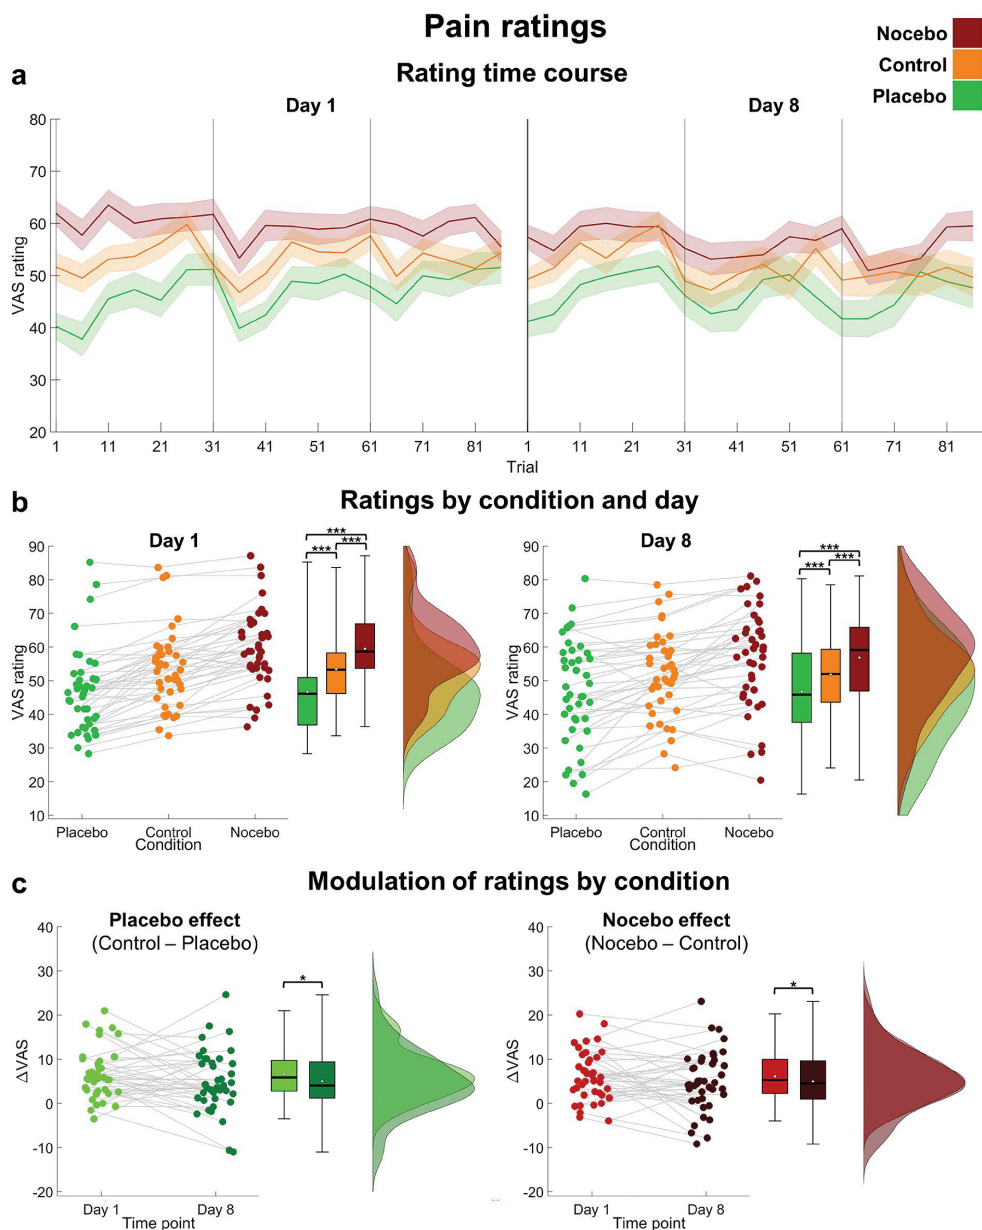 Pain ratings
Nocebo
Control
Placebo
a
Rating time course
Day 1
Day 8
VAS rating
80
70
60
50
40
30
20
1 11 21 31 41 51 61 71 81 1 11 21 31 41 51 61 71 81
Trial
b
Ratings by condition and day
Day 1
VAS rating
90
80
70
60
50
40
30
20
10
***
*** ***
Placebo Control Nocebo
Condition
Day 8
VAS rating
90
80
70
60
50
40
30
20
10
***
*** ***
Placebo Control Nocebo
Condition
c
Modulation of ratings by condition
Placebo effect
(Control – Placebo)
ΔVAS
40
30
20
10
0
-10
-20
*
Day 1 Day 8
Time point
Nocebo effect
(Nocebo – Control)
ΔVAS
40
30
20
10
0
-10
-20
*
Day 1 Day 8
Time point